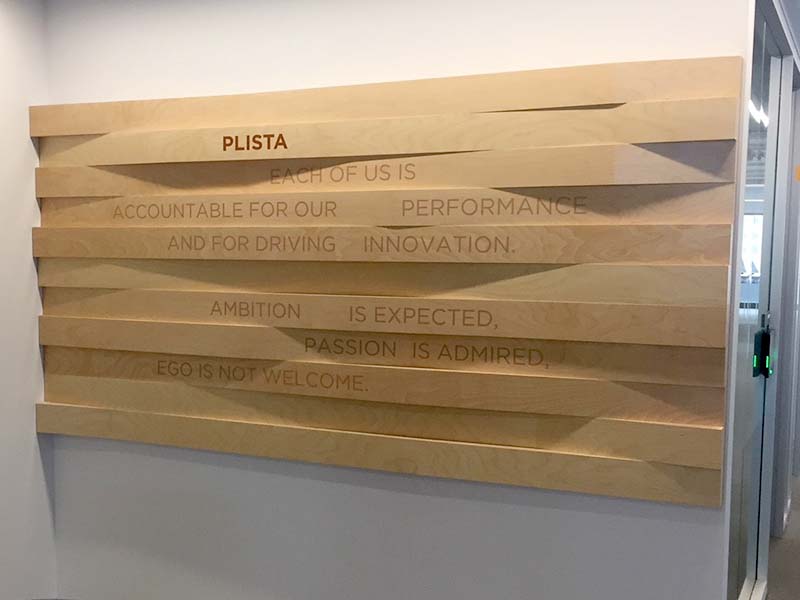 PLISTA
EACH OF US IS
ACCOUNTABLE FOR OUR PERFORMANCE
AND FOR DRIVING INNOVATION.
AMBITION IS EXPECTED,
PASSION IS ADMIRED,
EGO IS NOT WELCOME.